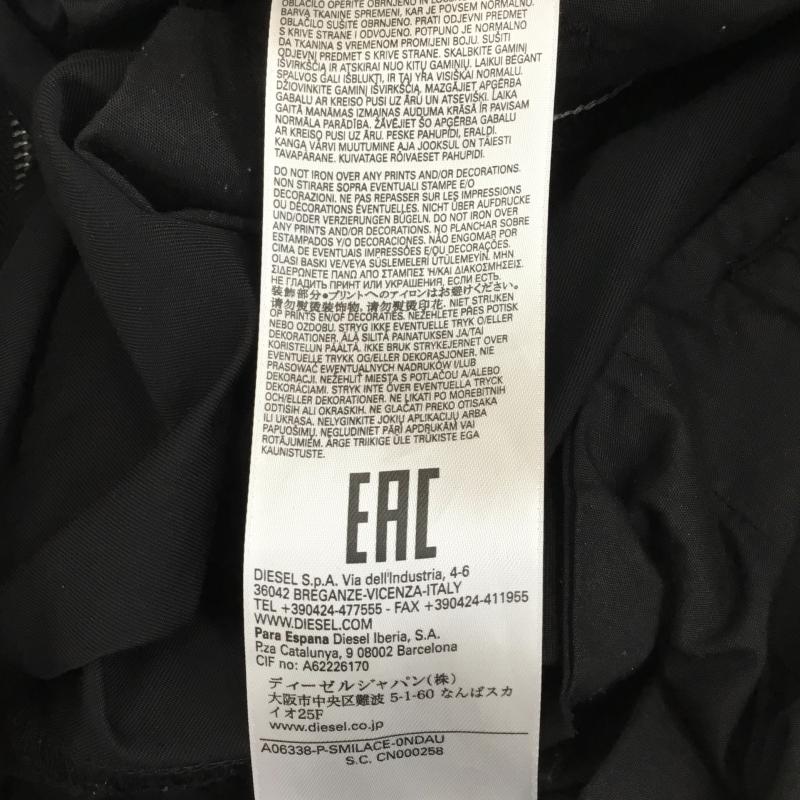 OBLAČILO OPERITE OBRNJENO IN LOČ
BARVA TKANINE SPREMENI, KAR JE POVSEM NORMALNO.
OBLAČILO SUŠITE OBRNJENO. PRATI ODJEVNI PREDMET
S KRIVE STRANE I ODVOJENO. POTPUNO JE NORMALNO
DA TKANINA S VREMENOM PROMIJENI BOJU. SUŠITI
ODJEVNI PREDMET S KRIVE STRANE. SKALBKITE GAMINĮ
IŠVIRKŠČIĄ IR ATSKIRAI NUO KITŲ GAMINIŲ. LAIKUI BĖGANT
SPALVOS GALI IŠBLUKTI, IR TAI YRA VISIŠKAI NORMALU.
DŽIOVINKITE GAMINĮ IŠVIRKŠČIĄ. MAZGĀJIET APĢĒRBA
GABALU AR KREISO PUSI UZ ĀRU UN ATSEVIŠĶI. LAIKA
GAITĀ MANĀMAS IZMAIŅAS AUDUMA KRĀSĀ IR PAVISAM
NORMĀLA PARĀDĪBA. ŽĀVĒJIET ŠO APĢĒRBA GABALU
AR KREISO PUSI UZ ĀRU. PESKE PAHUPIDI, ERALDI.
KANGA VÄRVI MUUTUMINE AJA JOOKSUL ON TÄIESTI
TAVAPÄRANE. KUIVATAGE RÕIVAESET PAHUPIDI.
DO NOT IRON OVER ANY PRINTS AND/OR DECORATIONS.
NON STIRARE SOPRA EVENTUALI STAMPE E/O
DECORAZIONI. NE PAS REPASSER SUR LES IMPRESSIONS
OU DÉCORATIONS ÉVENTUELLES. NICHT ÜBER AUFDRUCKE
UND/ODER VERZIERUNGEN BÜGELN. DO NOT IRON OVER
ANY PRINTS AND/OR DECORATIONS. NO PLANCHAR SOBRE
ESTAMPADOS Y/O DECORACIONES. NÃO ENGOMAR POR
CIMA DE EVENTUAIS IMPRESSÕES E/OU DECORAÇÕES.
OLASI BASKI VE/VEYA SÜSLEMELERI ÜTÜLEMEYIN. ΜΗΝ
ΣΙΔΕΡΩΝΕΤΕ ΠΑΝΩ ΑΠΟ ΣΤΑΜΠΕΣ Ή/ΚΑΙ ΔΙΑΚΟΣΜΗΣΕΙΣ.
НЕ ГЛАДИТЬ ПРИНТ ИЛИ УКРАШЕНИЯ, ЕСЛИ ЕСТЬ.
装飾部分•プリントへのアイロンはお避けください。
请勿熨烫装饰物, 请勿熨烫印花. NIET STRIJKEN
OP PRINTS EN/OF DECORATIES. NEŽEHLETE PŘES POTISK
NEBO OZDOBU. STRYG IKKE EVENTUELLE TRYK O/ELLER
DEKORATIONER. ÄLÄ SILITÄ PAINATUKSEN JA/TAI
KORISTELUN PÄÄLTÄ. IKKE BRUK STRYKEJERNET OVER
EVENTUELLE TRYKK OG/ELLER DEKORASJONER. NIE
PRASOWAĆ EWENTUALNYCH NADRUKÓW I/LUB
DEKORACJI. NEŽEHLIŤ MIESTA S POTLAČOU A/ALEBO
DEKORÁCIAMI. STRYK INTE ÖVER EVENTUELLA TRYCK
OCH/ELLER DEKORATIONER. NE LIKATI PO MOREBITNIH
ODTISIH ALI OKRASKIH. NE GLAČATI PREKO OTISAKA
ILI UKRASA. NELYGINKITE JOKIŲ APLIKACIJŲ ARBA
PAPUOŠIMŲ. NEGLUDINIET PĀRI APDRUKĀM VAI
ROTĀJUMIEM. ÄRGE TRIIKIGE ÜLE TRÜKISTE EGA
KAUNISTUSTE.
EAC
DIESEL S.p.A. Via dell'Industria, 4-6
36042 BREGANZE-VICENZA-ITALY
TEL +390424-477555 - FAX +390424-411955
WWW.DIESEL.COM
Para Espana Diesel Iberia, S.A.
P.za Catalunya, 9 08002 Barcelona
CIF no: A62226170
ディーゼルジャパン(株)
大阪市中央区難波 5-1-60 なんばスカ
イオ25F
www.diesel.co.jp
A06338-P-SMILACE-0NDAU
S.C. CN000258